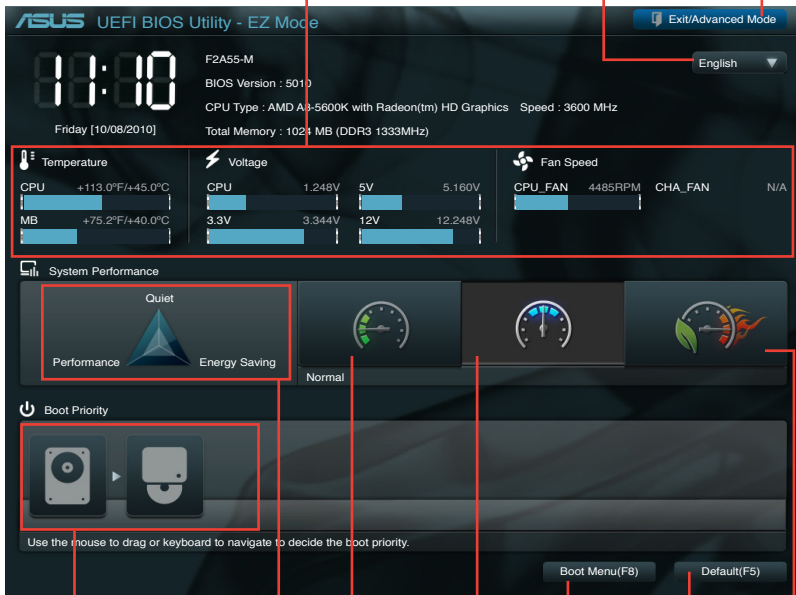 ASUS UEFI BIOS Utility - EZ Mode
Exit/Advanced Mode
English
11:10
Friday [10/08/2010]
F2A55-M
BIOS Version : 5010
CPU Type : AMD A8-5600K with Radeon(tm) HD Graphics Speed : 3600 MHz
Total Memory : 1024 MB (DDR3 1333MHz)
Temperature
CPU +113.0ºF/+45.0ºC
MB +75.2ºF/+40.0ºC
Voltage
CPU 1.248V 5V 5.160V
3.3V 3.344V 12V 12.248V
Fan Speed
CPU_FAN 4485RPM CHA_FAN N/A
System Performance
Quiet
Performance Energy Saving
Normal
Boot Priority
Use the mouse to drag or keyboard to navigate to decide the boot priority.
Boot Menu(F8) Default(F5)